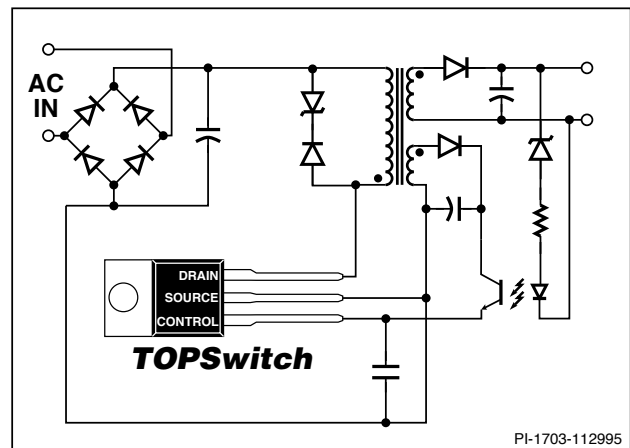 AC
IN
DRAIN
SOURCE
CONTROL
TOPSwitch
PI-1703-112995